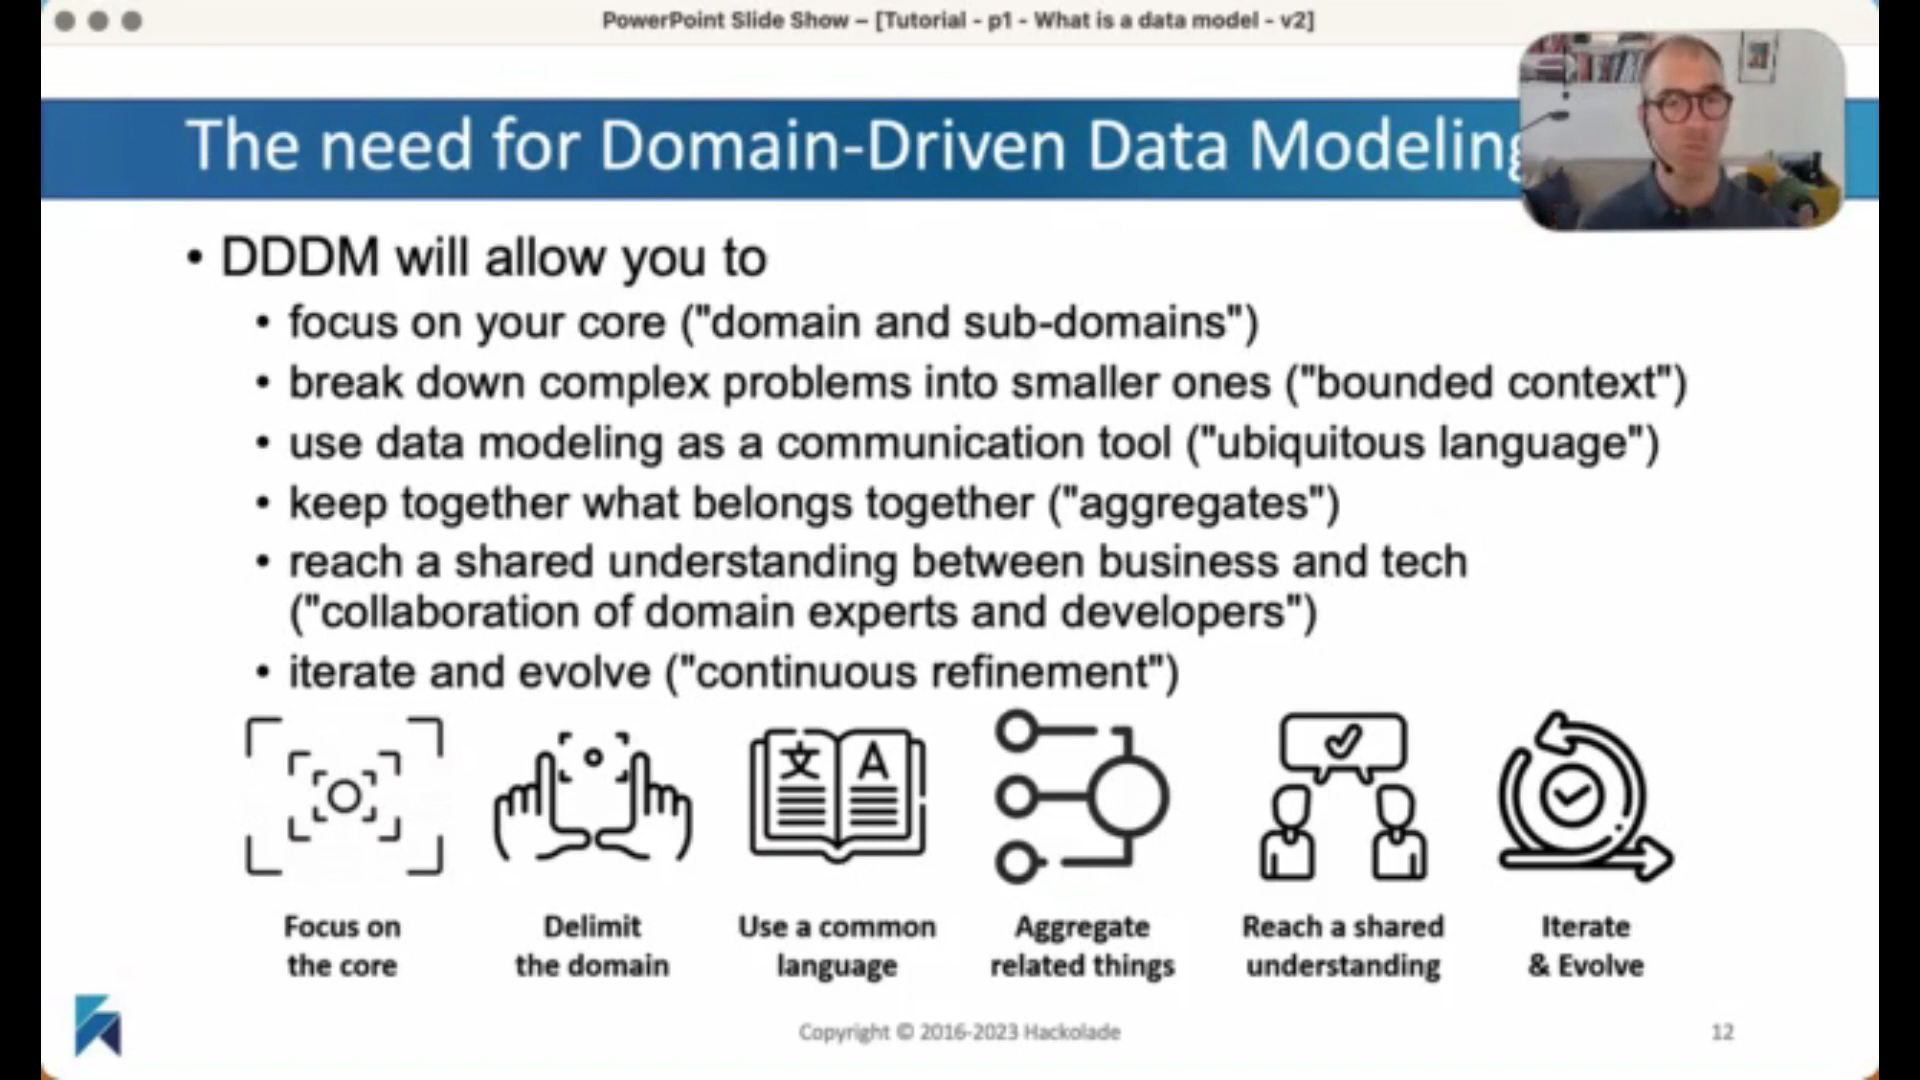 PowerPoint Slide Show – [Tutorial - p1 - What is a data model - v2]
The need for Domain-Driven Data Modeling
• DDDM will allow you to
• focus on your core ("domain and sub-domains")
• break down complex problems into smaller ones ("bounded context")
• use data modeling as a communication tool ("ubiquitous language")
• keep together what belongs together ("aggregates")
• reach a shared understanding between business and tech
("collaboration of domain experts and developers")
• iterate and evolve ("continuous refinement")
文 A
Focus on
the core
Delimit
the domain
Use a common
language
Aggregate
related things
Reach a shared
understanding
Iterate
& Evolve
Copyright © 2016-2023 Hackolade
12